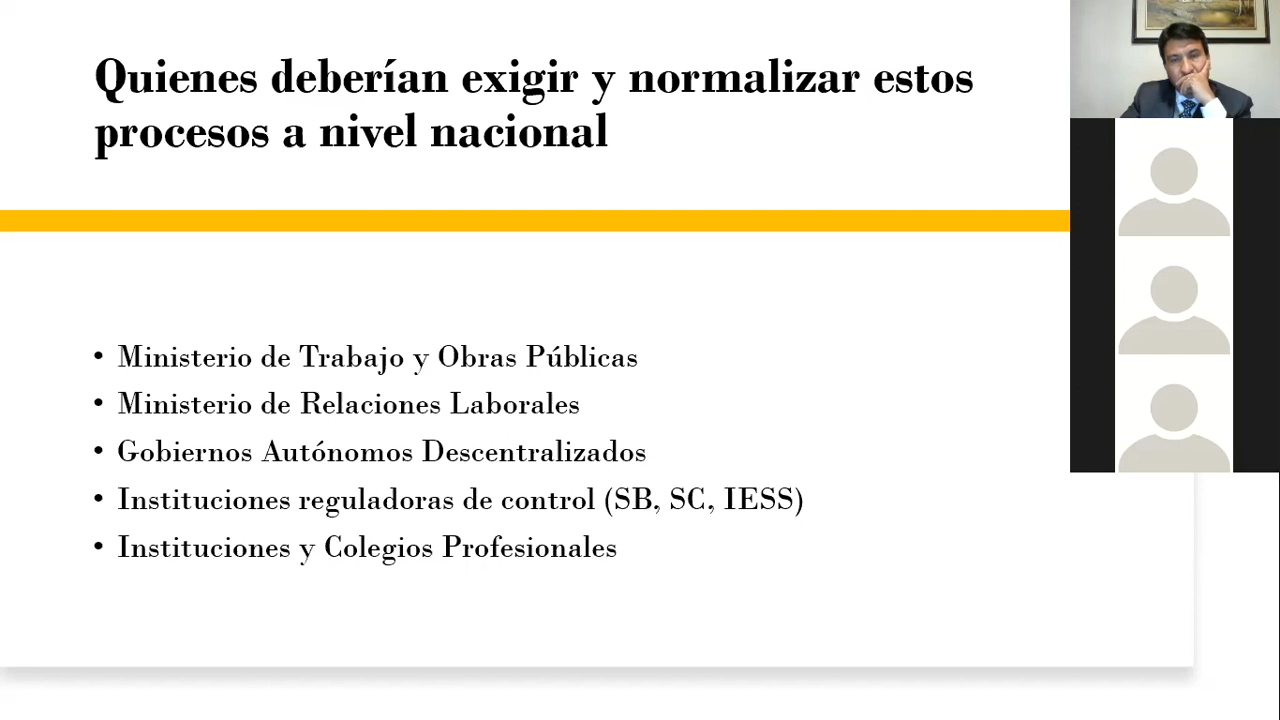 Quienes deberían exigir y normalizar estos
procesos a nivel nacional
• Ministerio de Trabajo y Obras Públicas
• Ministerio de Relaciones Laborales
• Gobiernos Autónomos Descentralizados
• Instituciones reguladoras de control (SB, SC, IESS)
• Instituciones y Colegios Profesionales